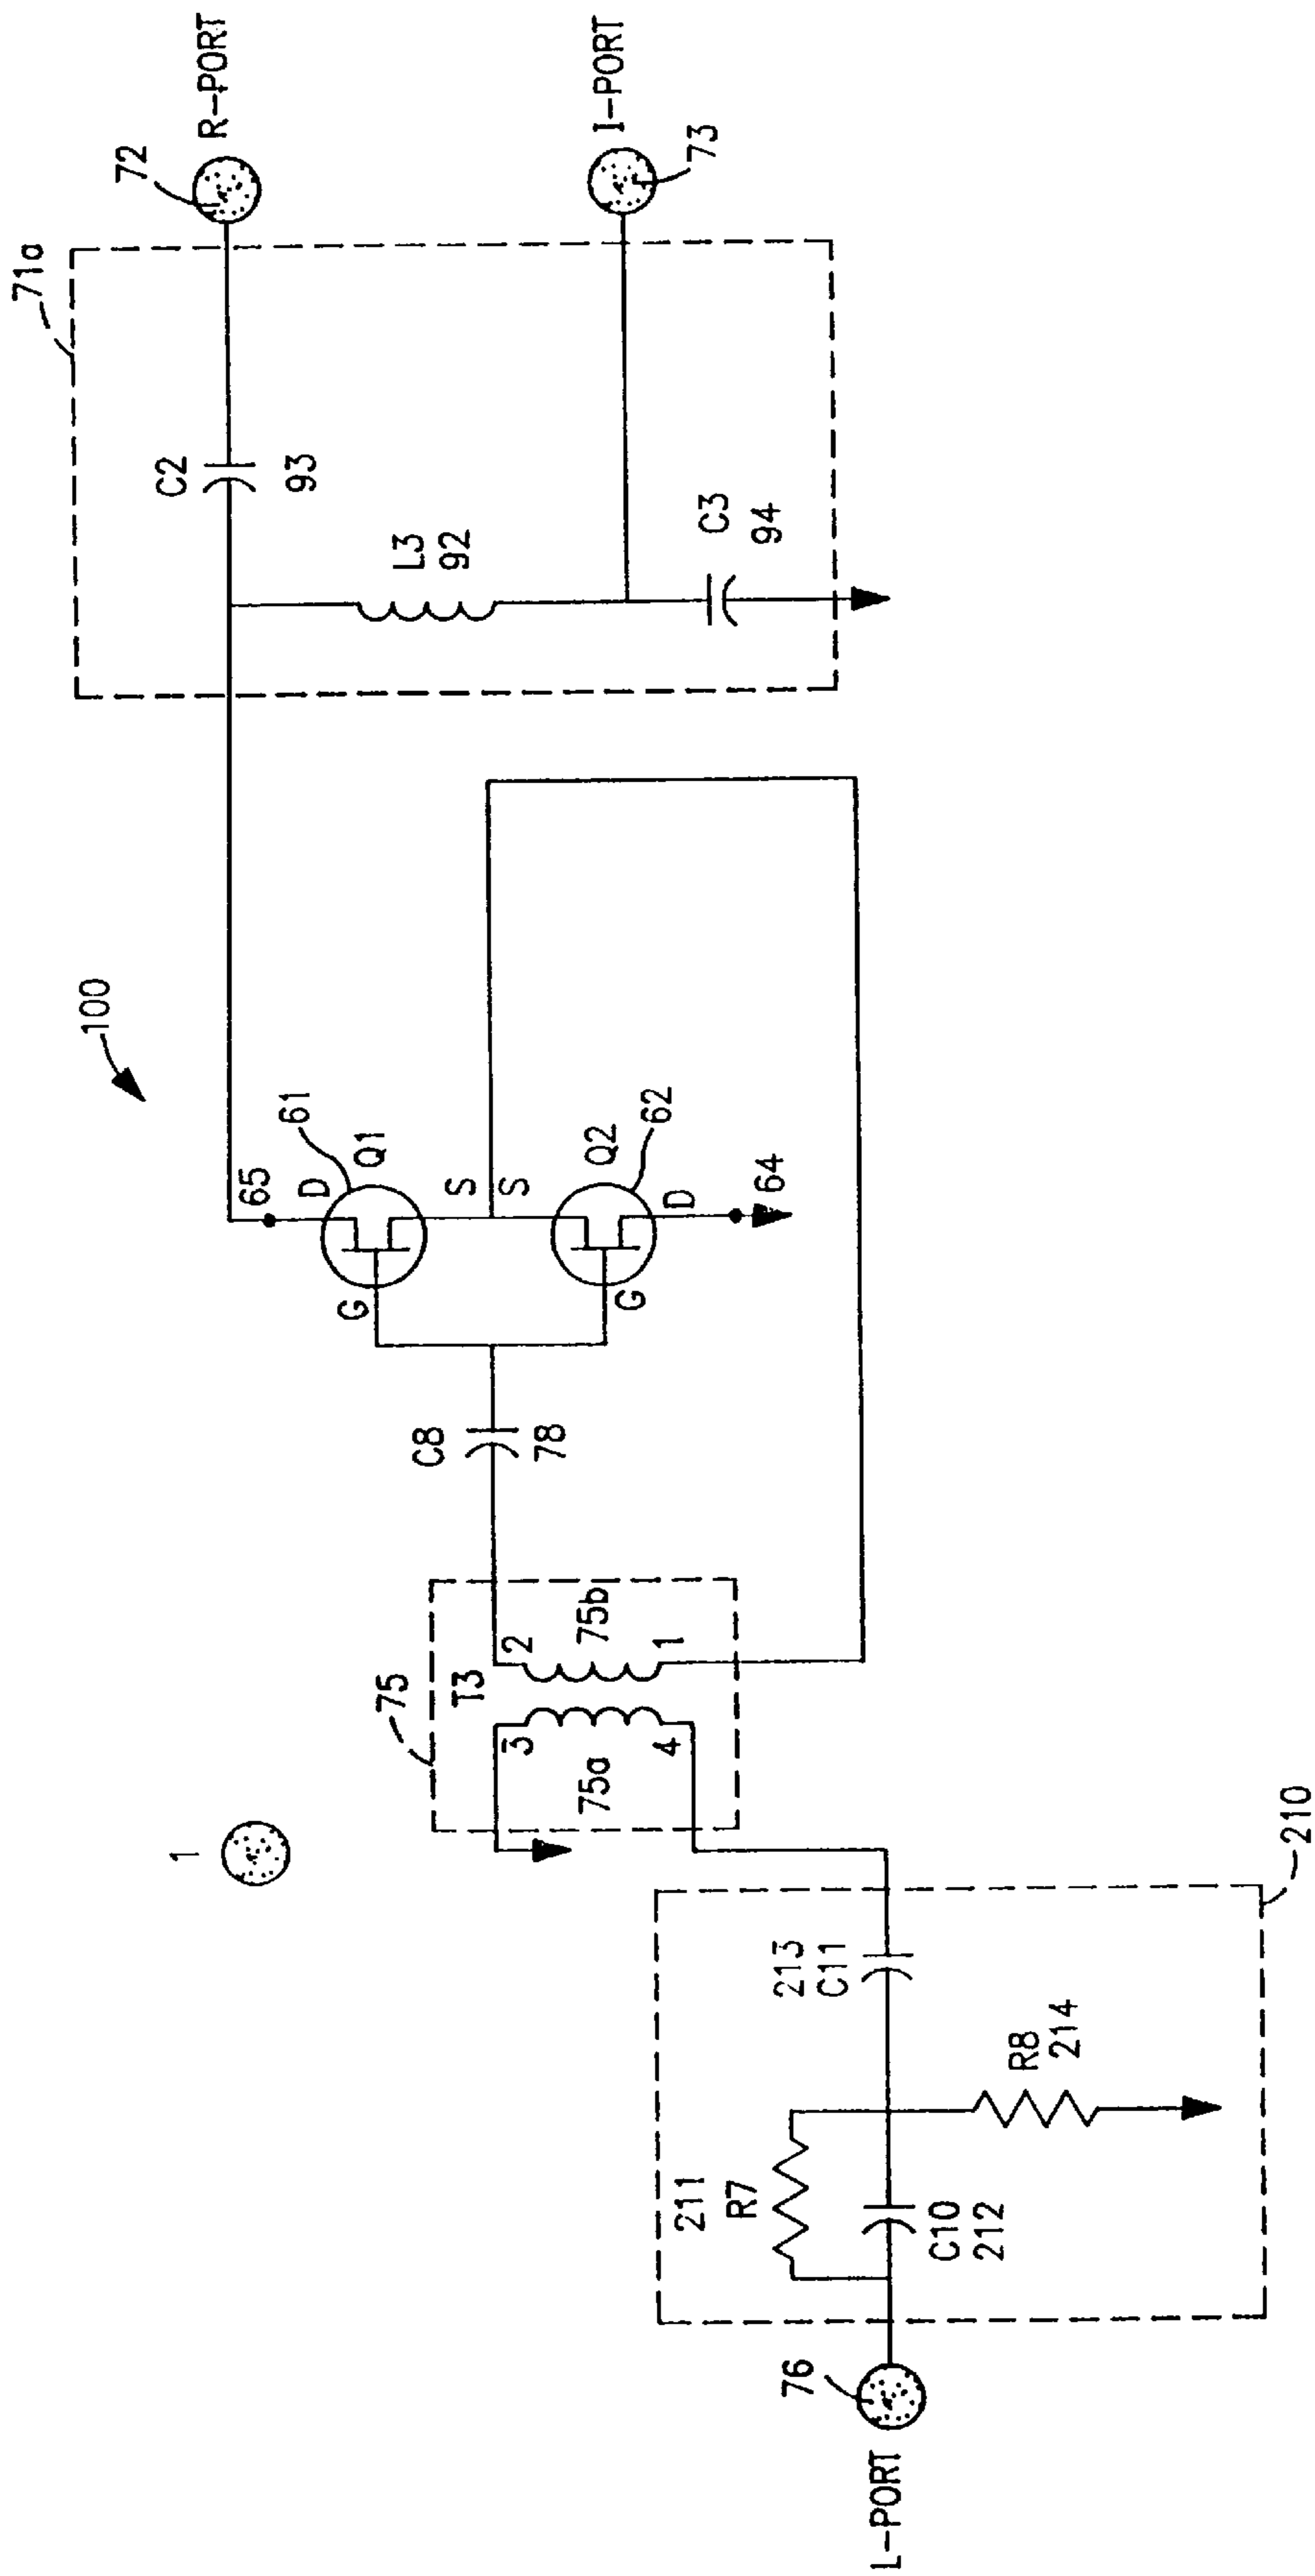 100
71a
72
R-PORT
C2
93
L3
92
I-PORT
73
C3
94
65
D
61
Q1
G
S
S
Q2
62
G
D
64
C8
78
75
T3
2
75b
1
3
75a
4
1
210
213
C11
R8
214
211
R7
C10
212
76
L-PORT